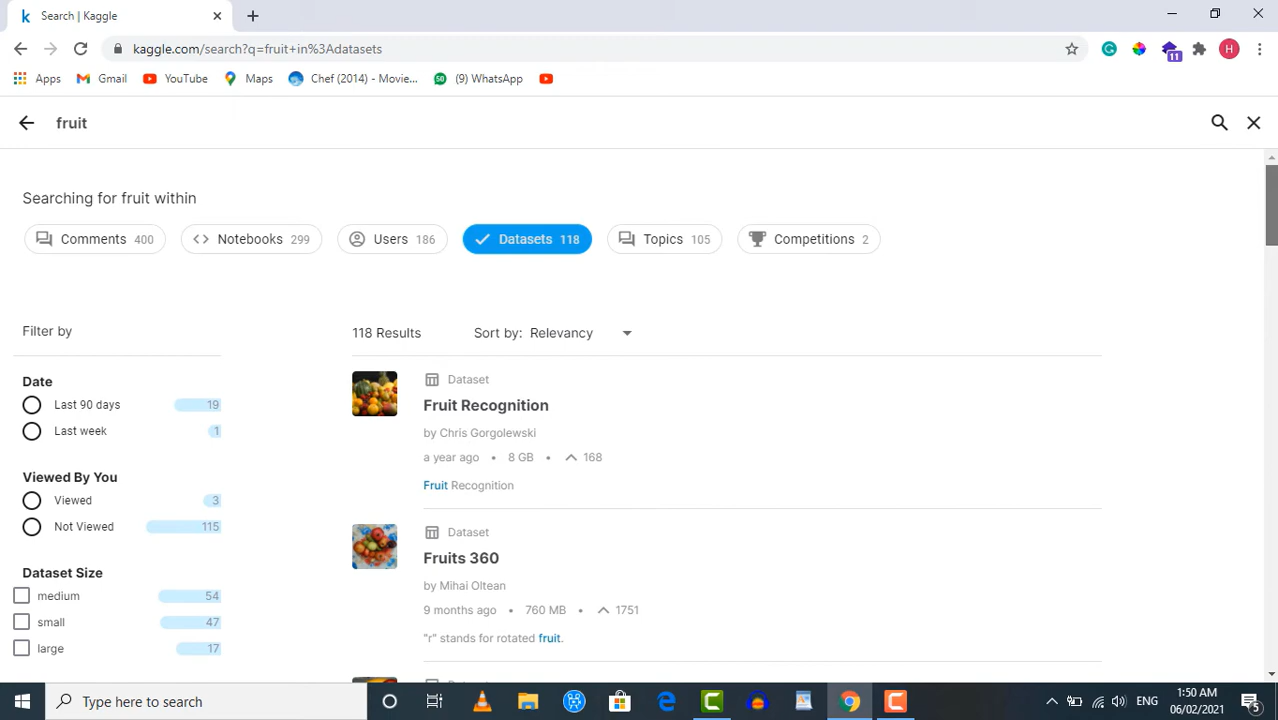 Search | Kaggle
kaggle.com/search?q=fruit+in%3Adatasets
11
H
Apps Gmail YouTube Maps Chef (2014) - Movie... 50 (9) WhatsApp
fruit
Searching for fruit within
Comments 400 Notebooks 299 Users 186 Datasets 118 Topics 105 Competitions 2
Filter by
118 Results Sort by: Relevancy
Date
Last 90 days 19
Last week 1
Viewed By You
Viewed 3
Not Viewed 115
Dataset Size
medium 54
small 47
large 17
Dataset
Fruit Recognition
by Chris Gorgolewski
a year ago • 8 GB • 168
Fruit Recognition
Dataset
Fruits 360
by Mihai Oltean
9 months ago • 760 MB • 1751
"r" stands for rotated fruit.
Type here to search
ENG
1:50 AM
06/02/2021
5